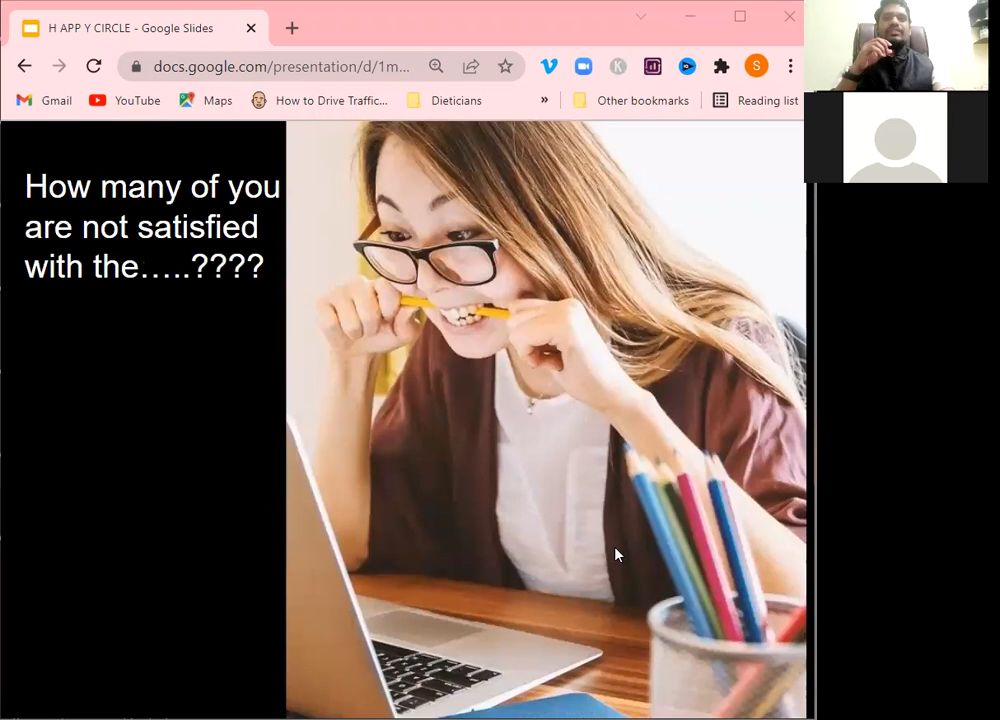 H APP Y CIRCLE - Google Slides
docs.google.com/presentation/d/1m...
S
Gmail
YouTube
Maps
How to Drive Traffic...
Dieticians
»
Other bookmarks
Reading list
How many of you
are not satisfied
with the…..????